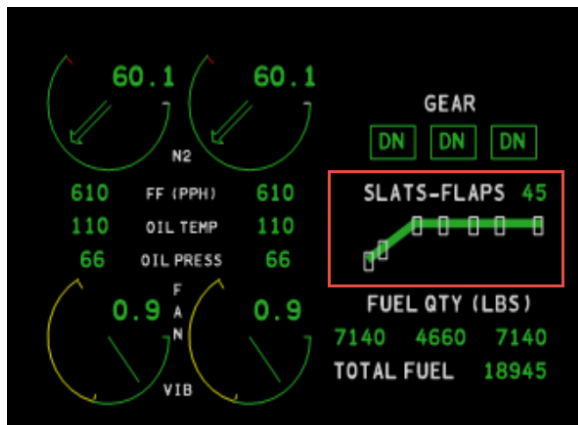 60.1 60.1
N2
610 FF (PPH) 610
110 OIL TEMP 110
66 OIL PRESS 66
0.9 FAN 0.9
VIB
GEAR
DN DN DN
SLATS-FLAPS 45
FUEL QTY (LBS)
7140 4660 7140
TOTAL FUEL 18945